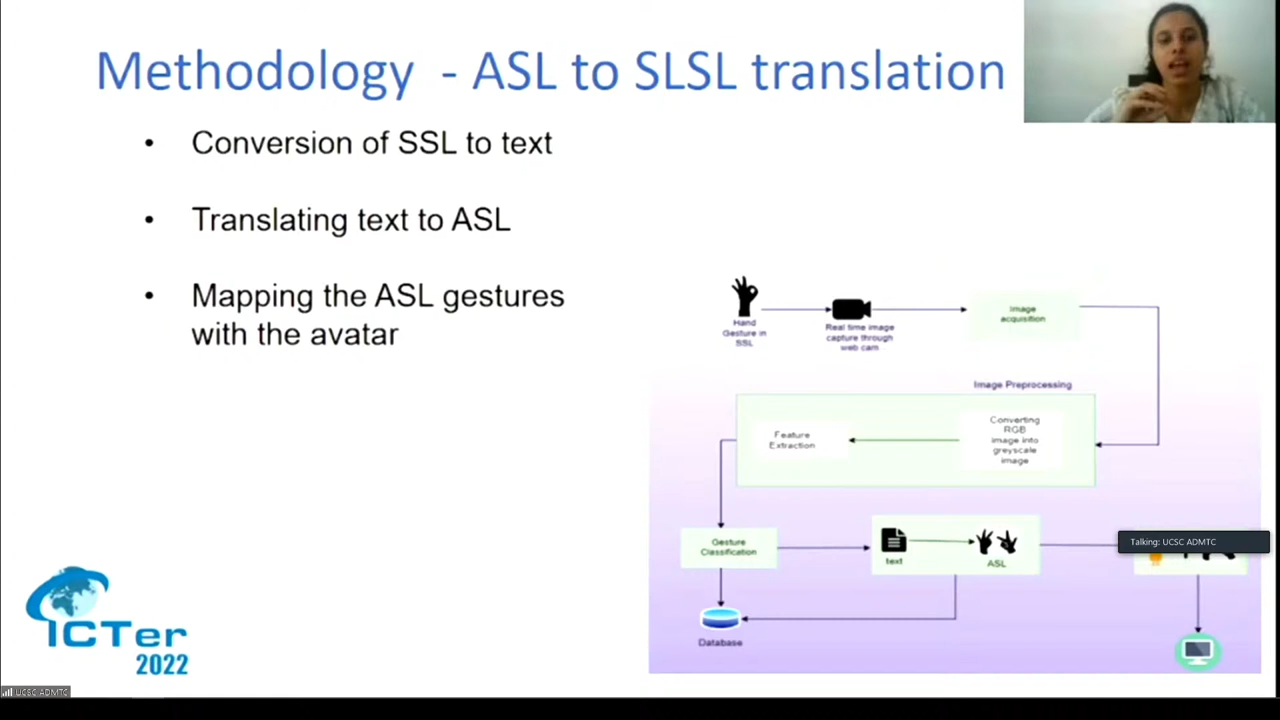 Methodology - ASL to SLSL translation
• Conversion of SSL to text
• Translating text to ASL
• Mapping the ASL gestures
with the avatar
Hand
Gesture in
SSL
Real time image
capture through
web cam
Image
acquisition
Image Preprocessing
Feature
Extraction
Converting
RGB
image into
greyscale
image
Gesture
Classification
text
ASL
Talking: UCSC ADMTC
Database
ICTer
2022
UCSC ADMTC